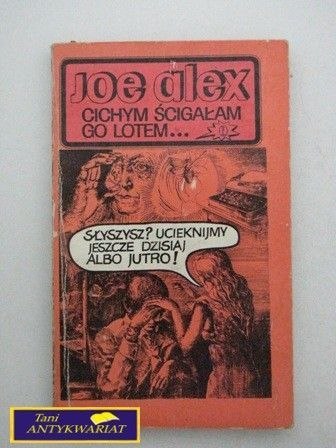 JOE alex
CICHYM ŚCIGAŁAM
GO LOTEM...
SŁYSZYSZ? UCIEKNIJMY
JESZCZE DZISIAJ
ALBO JUTRO!
Tani
ANTYKWARIAT